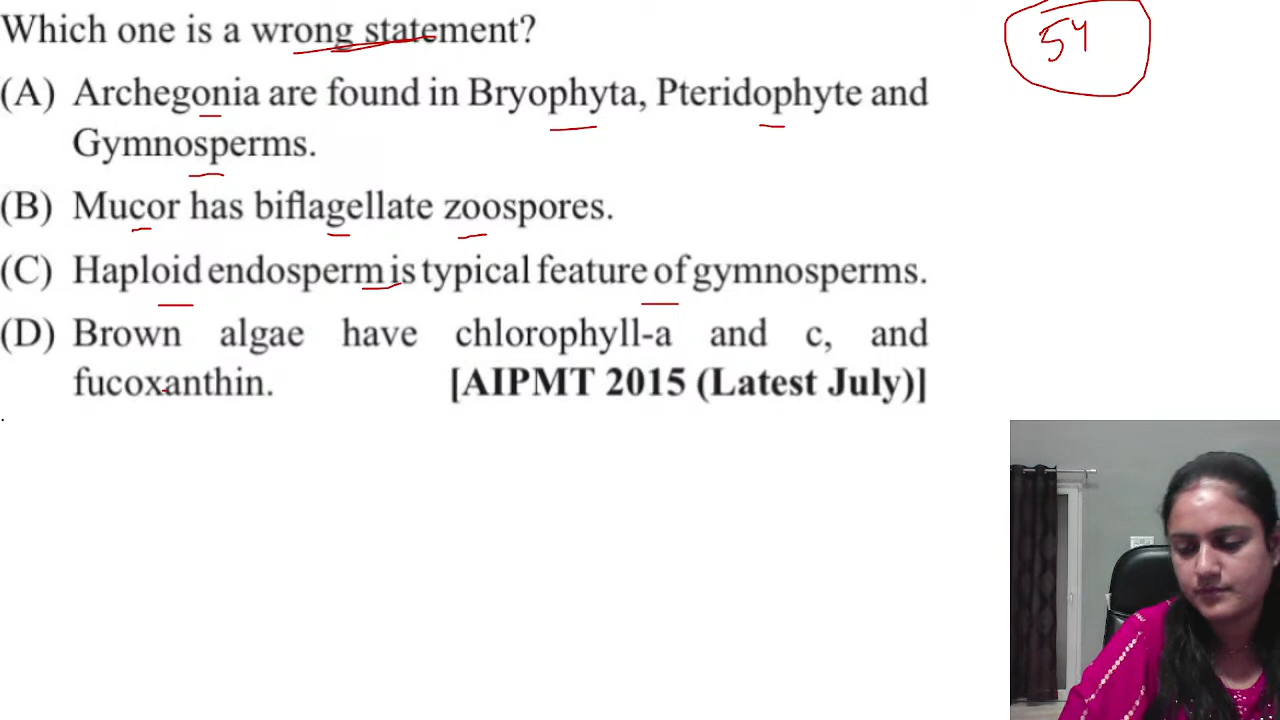 Which one is a wrong statement?
54
(A) Archegonia are found in Bryophyta, Pteridophyte and
Gymnosperms.
(B) Mucor has biflagellate zoospores.
(C) Haploid endosperm is typical feature of gymnosperms.
(D) Brown algae have chlorophyll-a and c, and
fucoxanthin. [AIPMT 2015 (Latest July)]